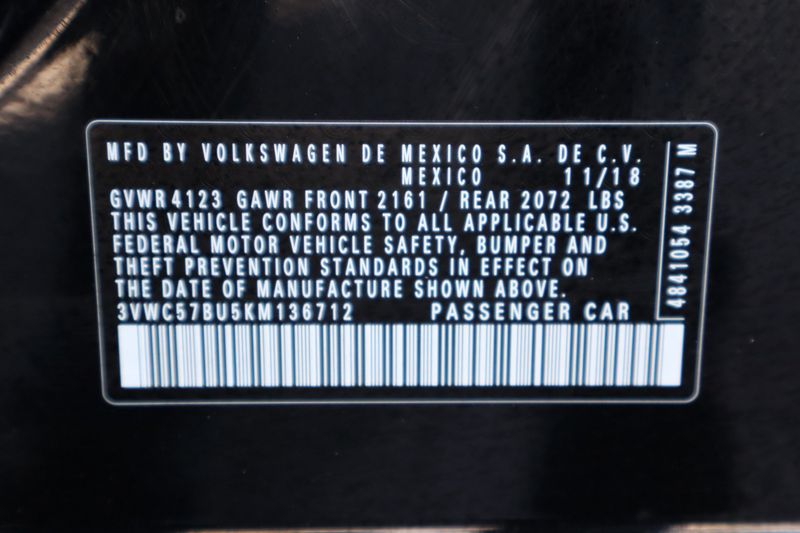 MFD BY VOLKSWAGEN DE MEXICO S.A. DE C.V.
MEXICO 11/18
GVWR 4123 GAWR FRONT 2161 / REAR 2072 LBS
THIS VEHICLE CONFORMS TO ALL APPLICABLE U.S.
FEDERAL MOTOR VEHICLE SAFETY, BUMPER AND
THEFT PREVENTION STANDARDS IN EFFECT ON
THE DATE OF MANUFACTURE SHOWN ABOVE.
3VWC57BU5KM136712 PASSENGER CAR
4841054 3387 M